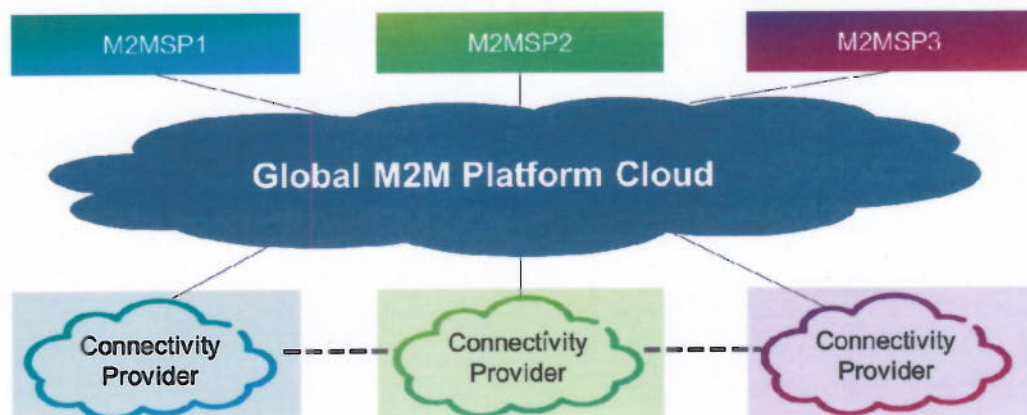 M2MSP1
M2MSP2
M2MSP3
Global M2M Platform Cloud
Connectivity
Provider
Connectivity
Provider
Connectivity
Provider